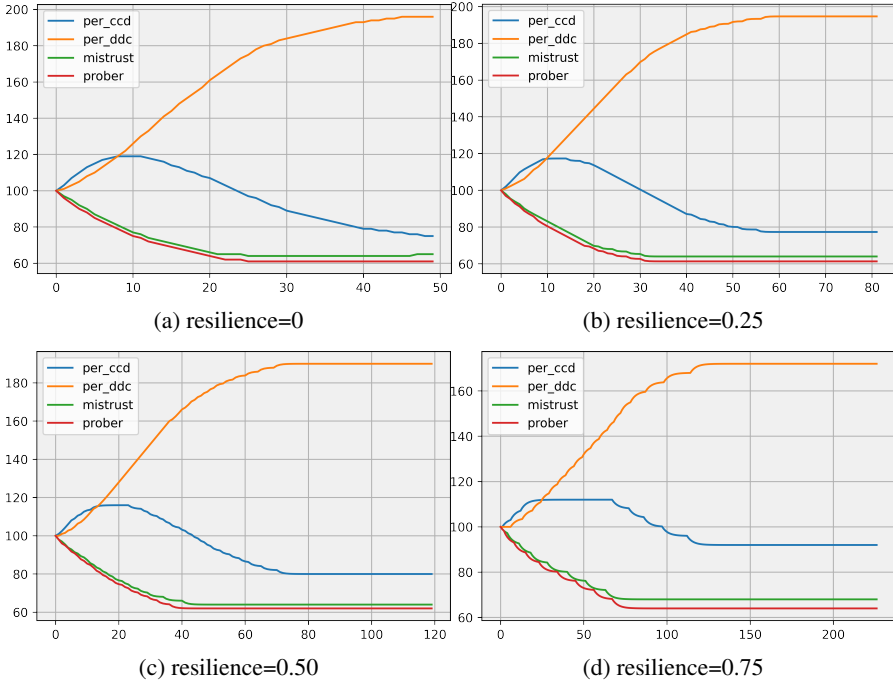 200
180
160
140
120
100
80
60
per_ccd
per_ddc
mistrust
prober
0 10 20 30 40 50
(a) resilience=0
200
180
160
140
120
100
80
60
per_ccd
per_ddc
mistrust
prober
0 10 20 30 40 50 60 70 80
(b) resilience=0.25
180
160
140
120
100
80
60
per_ccd
per_ddc
mistrust
prober
0 20 40 60 80 100 120
(c) resilience=0.50
160
140
120
100
80
60
per_ccd
per_ddc
mistrust
prober
0 50 100 150 200
(d) resilience=0.75